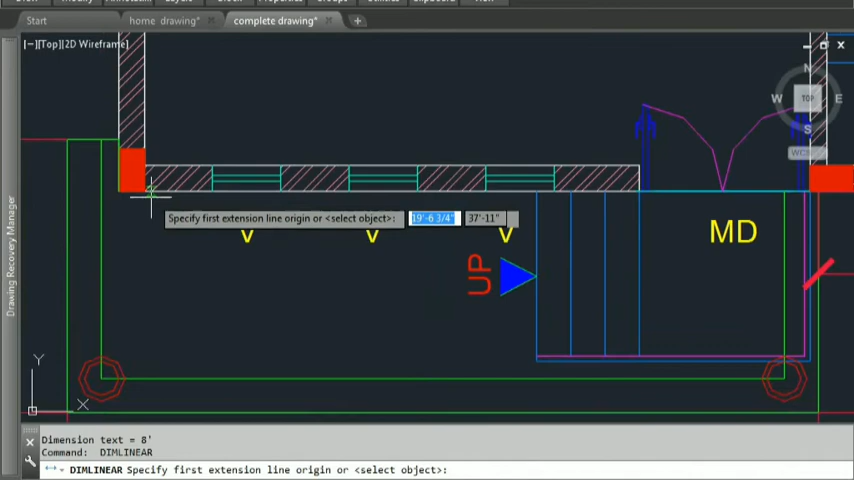 Start
home drawing*
complete drawing*
[−][Top][2D Wireframe]
N
W
TOP
E
S
WCS
Specify first extension line origin or <select object>:
19'-6 3/4"
37'-11"
V
V
V
MD
UP
Drawing Recovery Manager
Y
X
Dimension text = 8'
Command: DIMLINEAR
DIMLINEAR Specify first extension line origin or <select object>: